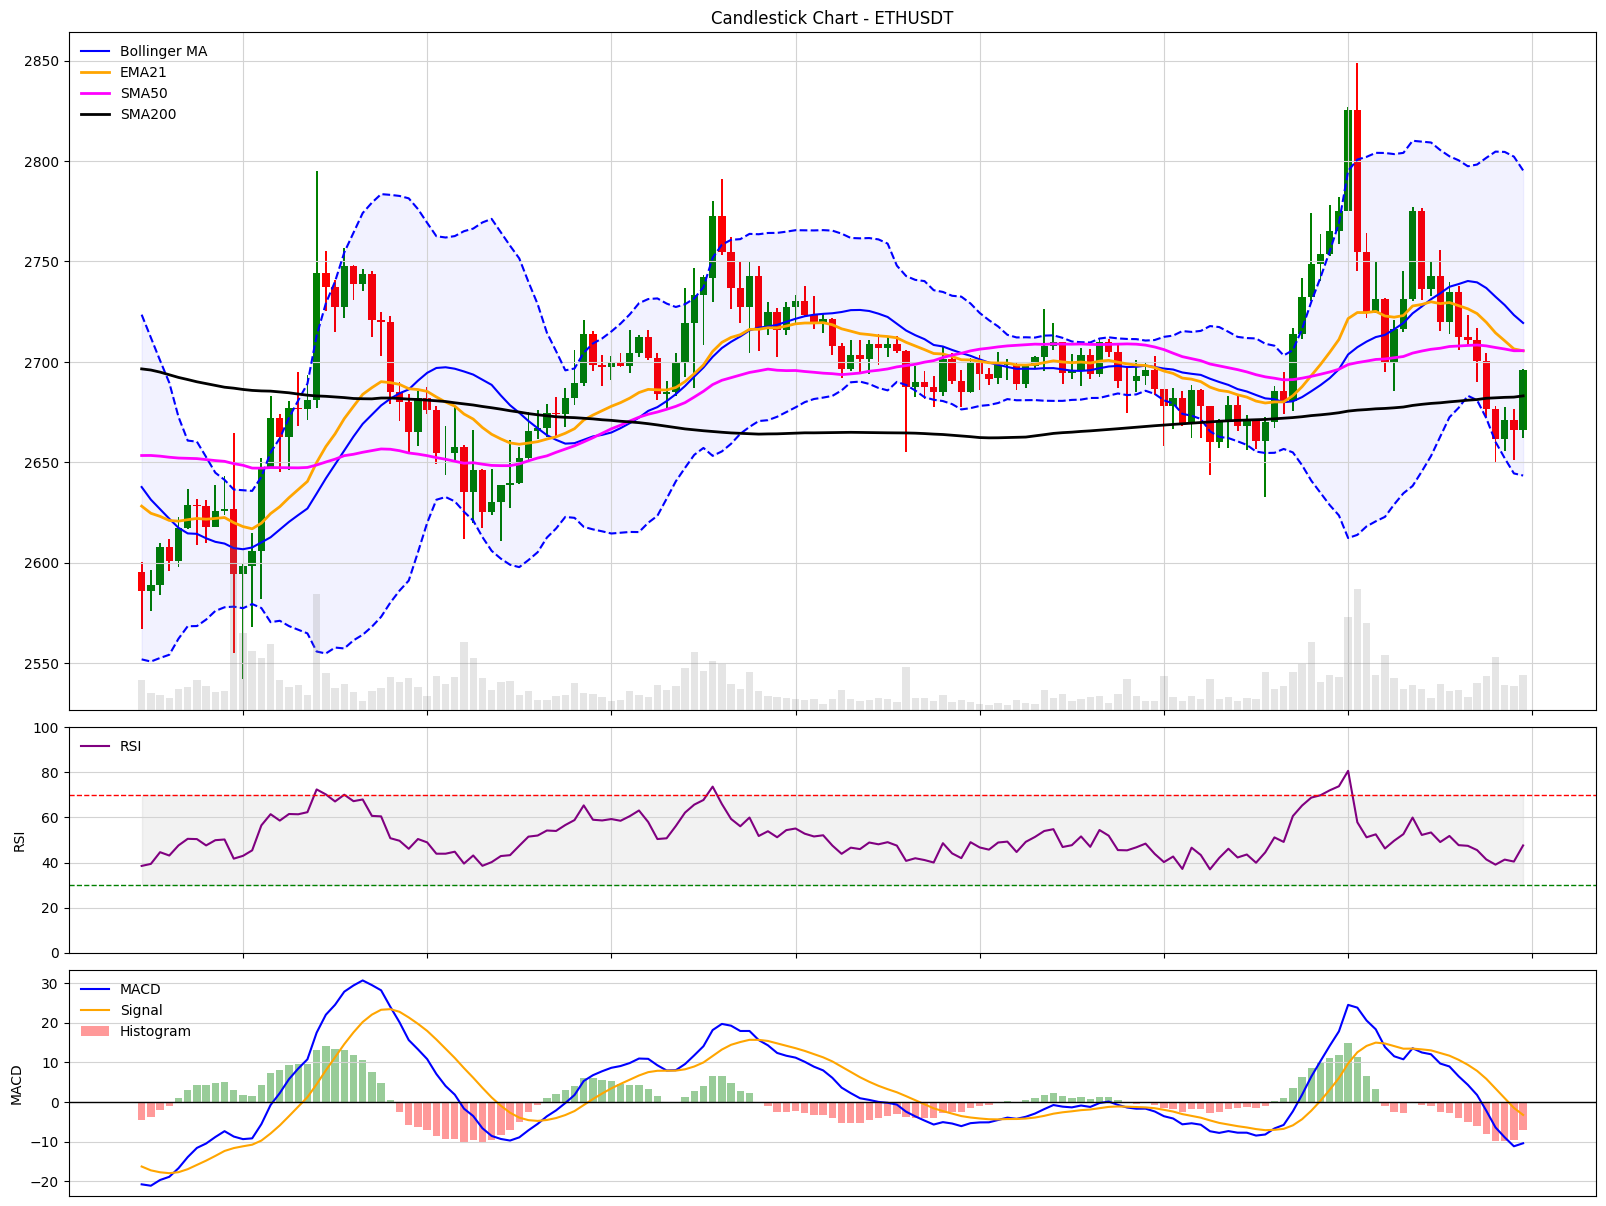 Candlestick Chart - ETHUSDT
Bollinger MA
EMA21
SMA50
SMA200
2850
2800
2750
2700
2650
2600
2550
RSI
100
80
60
40
20
0
RSI
MACD
Signal
Histogram
30
20
10
0
−10
−20
MACD